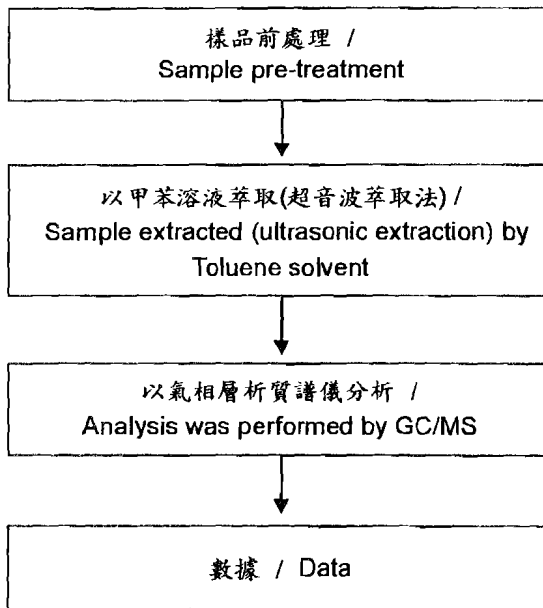 樣品前處理 /
Sample pre-treatment
以甲苯溶液萃取(超音波萃取法) /
Sample extracted (ultrasonic extraction) by
Toluene solvent
以氣相層析質譜儀分析 /
Analysis was performed by GC/MS
數據 / Data